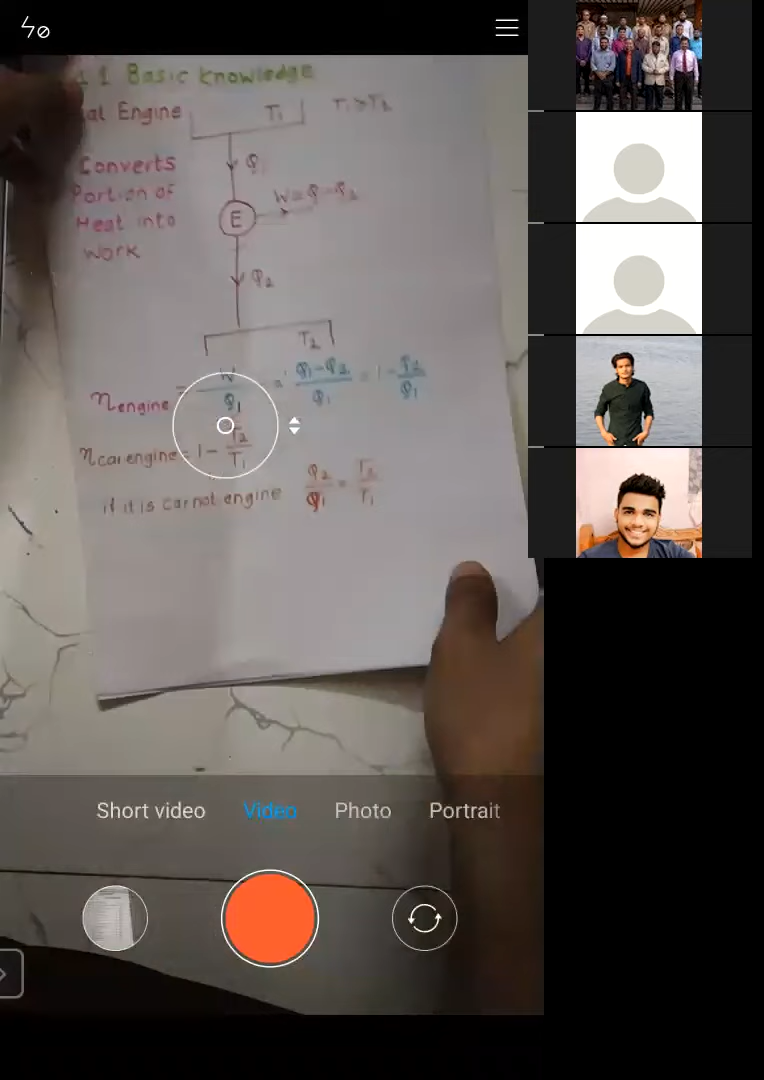 1 Basic Knowledge
at Engine
T₁
T₁>T₂
Converts
Portion of
Heat into
Work
Q₁
E
W=Q₁-Q₂
Q₂
T₂
ηengine = W/Q₁ = Q₁-Q₂/Q₁ = 1-Q₂/Q₁
ηcar engine = 1-T₂/T₁
if it is carnot engine Q₂/Q₁ = T₂/T₁
Short video Video Photo Portrait